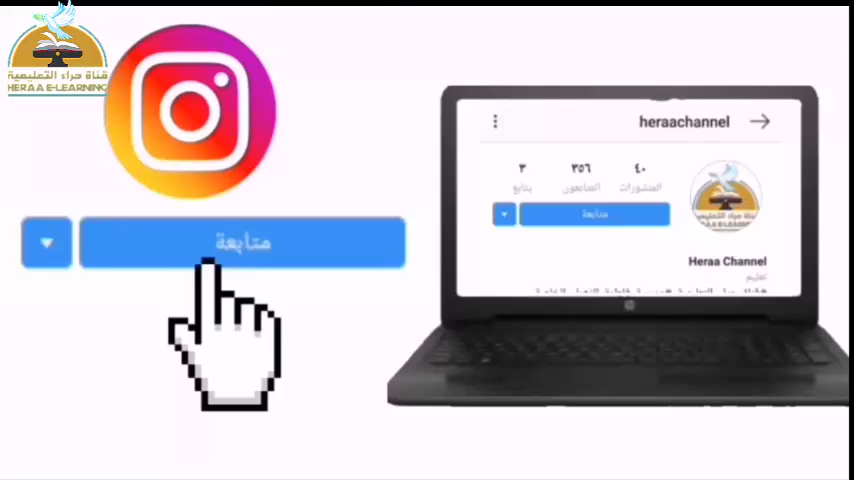 قناة حراء التعليمية
HERAA E-LEARNING
متابعة
heraachannel
٤٠ ٣٥٦ ٣
المنشورات المتابعون يتابع
متابعة
Heraa Channel
تعليم